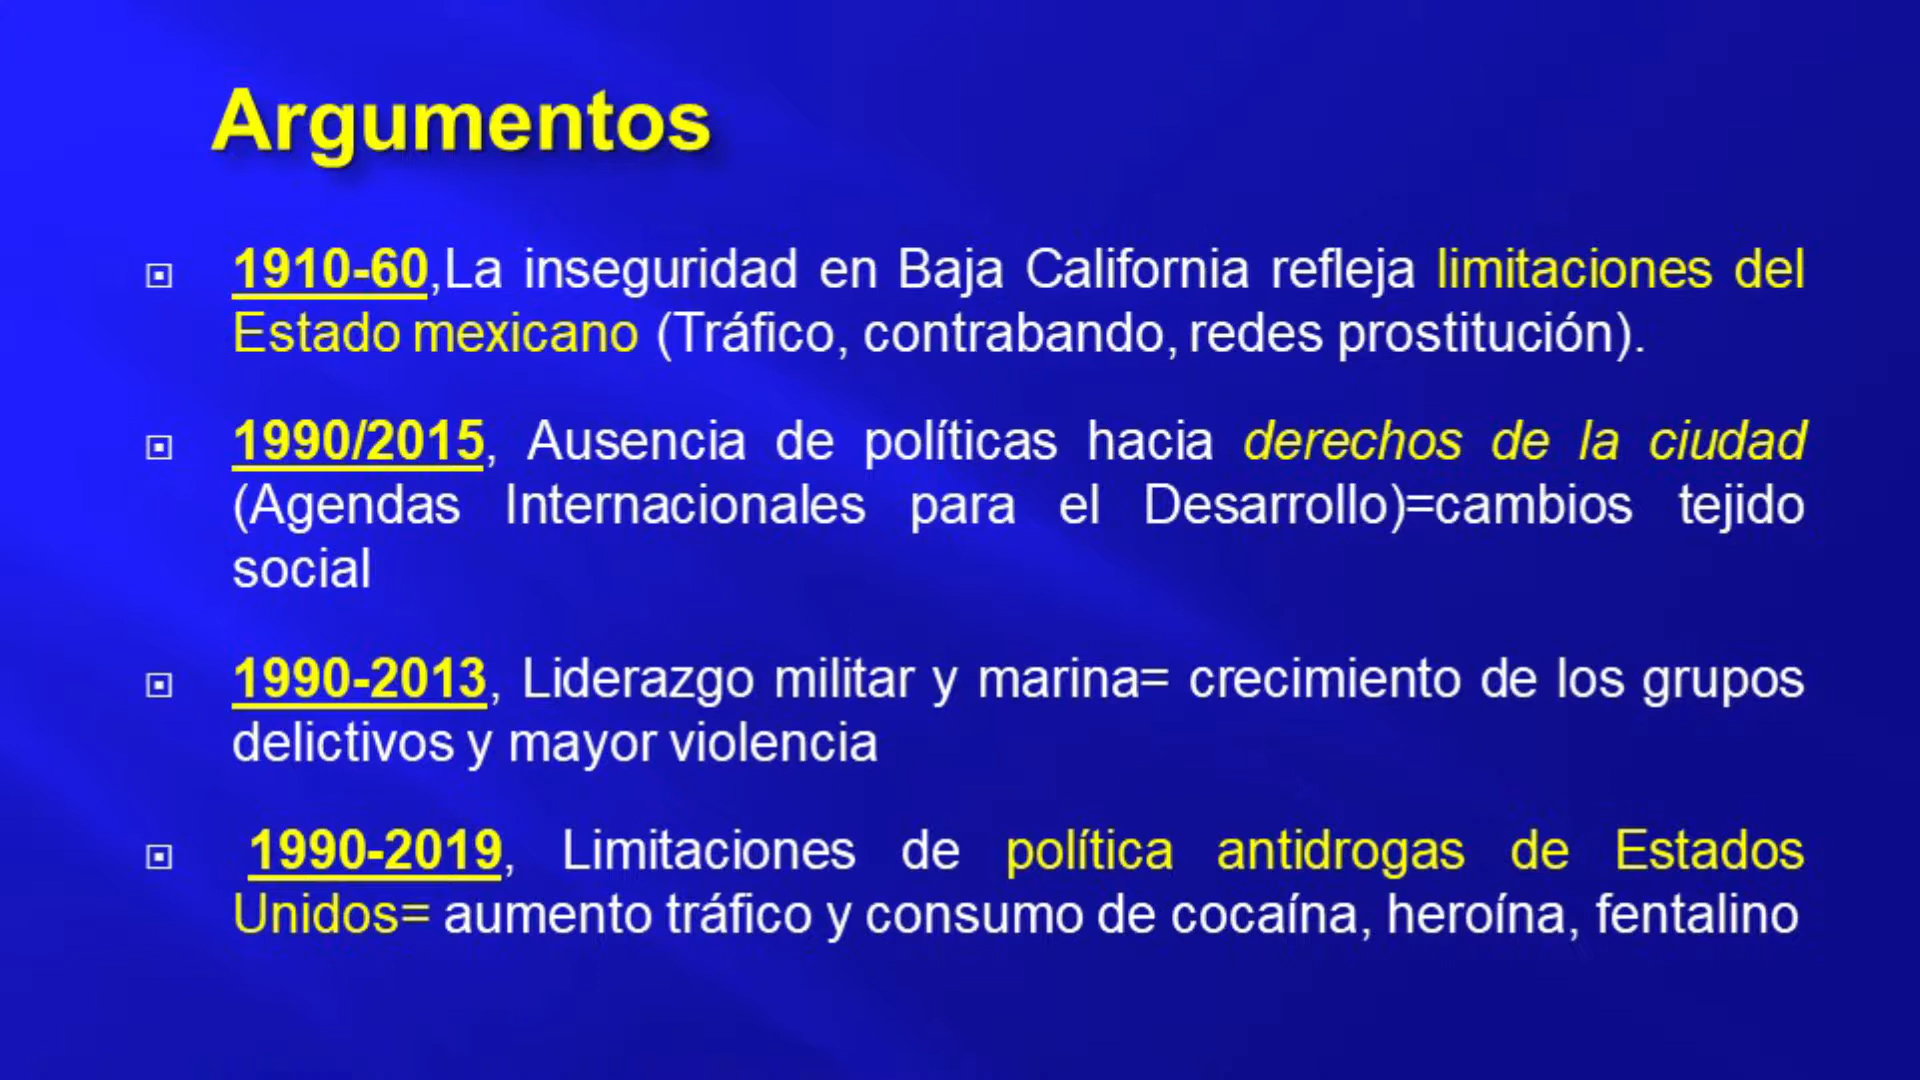 Argumentos
1910-60,La inseguridad en Baja California refleja limitaciones del
Estado mexicano (Tráfico, contrabando, redes prostitución).
1990/2015, Ausencia de políticas hacia derechos de la ciudad
(Agendas Internacionales para el Desarrollo)=cambios tejido
social
1990-2013, Liderazgo militar y marina= crecimiento de los grupos
delictivos y mayor violencia
1990-2019, Limitaciones de política antidrogas de Estados
Unidos= aumento tráfico y consumo de cocaína, heroína, fentalino